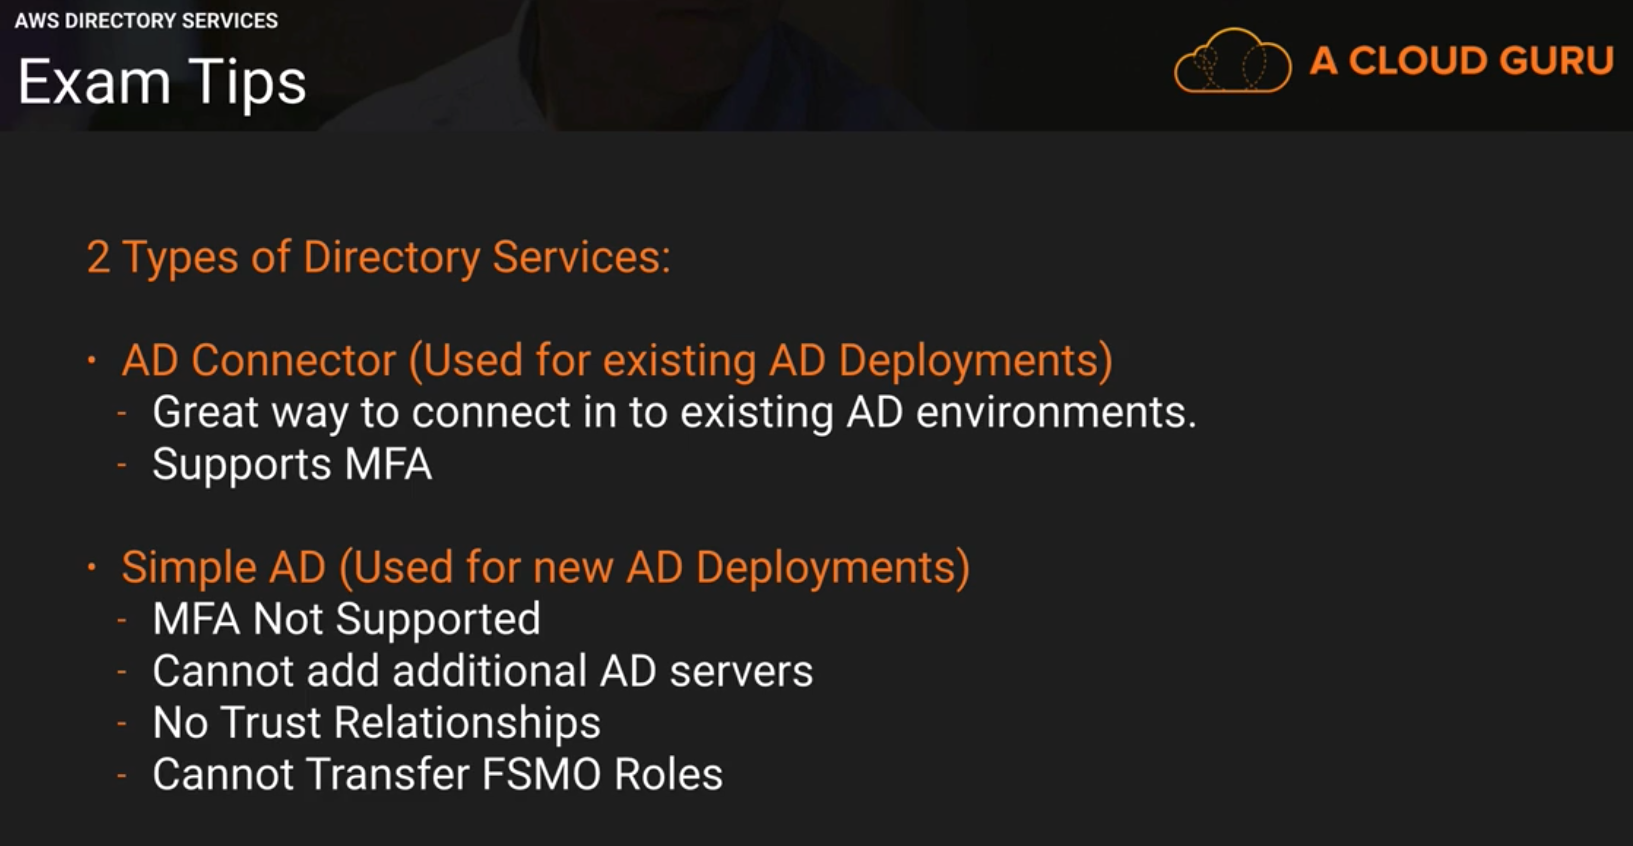 AWS DIRECTORY SERVICES
Exam Tips
A CLOUD GURU
2 Types of Directory Services:
• AD Connector (Used for existing AD Deployments)
- Great way to connect in to existing AD environments.
- Supports MFA
• Simple AD (Used for new AD Deployments)
- MFA Not Supported
- Cannot add additional AD servers
- No Trust Relationships
- Cannot Transfer FSMO Roles